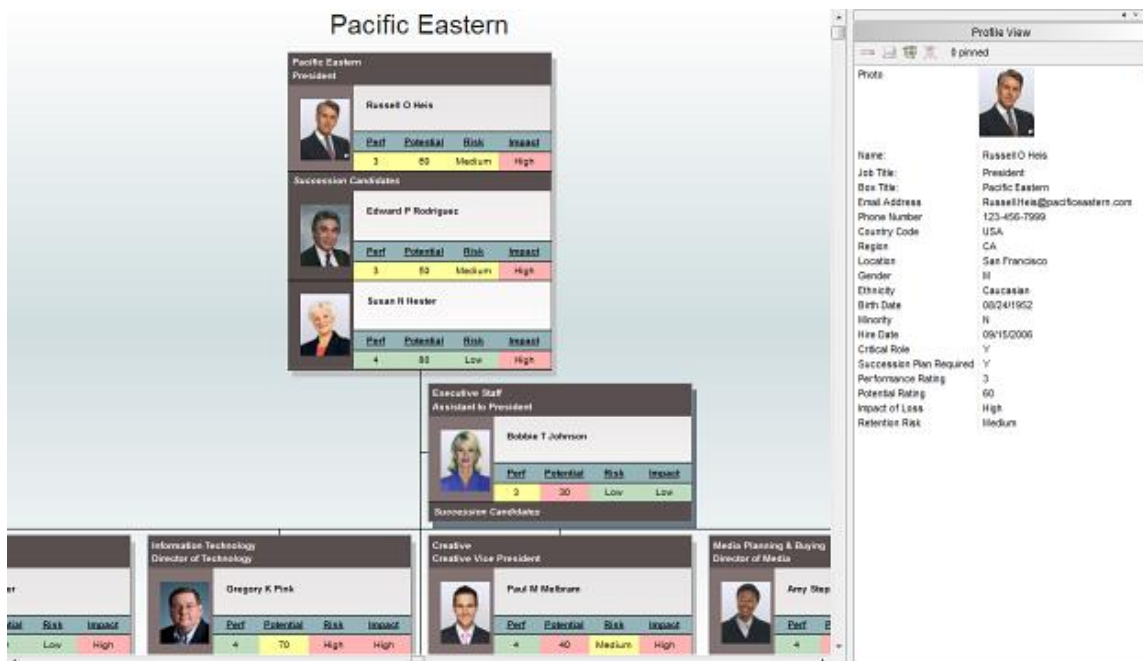 Pacific Eastern
Pacific Eastern
President
Russell O Heis
Perf Potential Risk Impact
3 60 Medium High
Succession Candidates
Edward P Rodriguez
Perf Potential Risk Impact
3 50 Medium High
Susan N Hester
Perf Potential Risk Impact
4 80 Low High
Executive Staff
Assistant to President
Bobbie T Johnson
Perf Potential Risk Impact
3 30 Low Low
Succession Candidates
Risk Impact
Low High
Information Technology
Director of Technology
Gregory K Pink
Perf Potential Risk Impact
4 70 High High
Creative
Creative Vice President
Paul M
Perf Potential Risk Impact
4 40 Medium High
Media Planning & Buying
Director of Media
Amy
Perf
4
Profile View
0 pinned
Photo
Name: Russell O Heis
Job Title: President
Box Title: Pacific Eastern
Email Address Russell.Heis@pacificeastern.com
Phone Number 123-456-7999
Country Code USA
Region CA
Location San Francisco
Gender M
Ethnicity Caucasian
Birth Date 08/24/1952
Minority N
Hire Date 09/15/2006
Critical Role Y
Succession Plan Required Y
Performance Rating 3
Potential Rating 60
Impact of Loss High
Retention Risk Medium